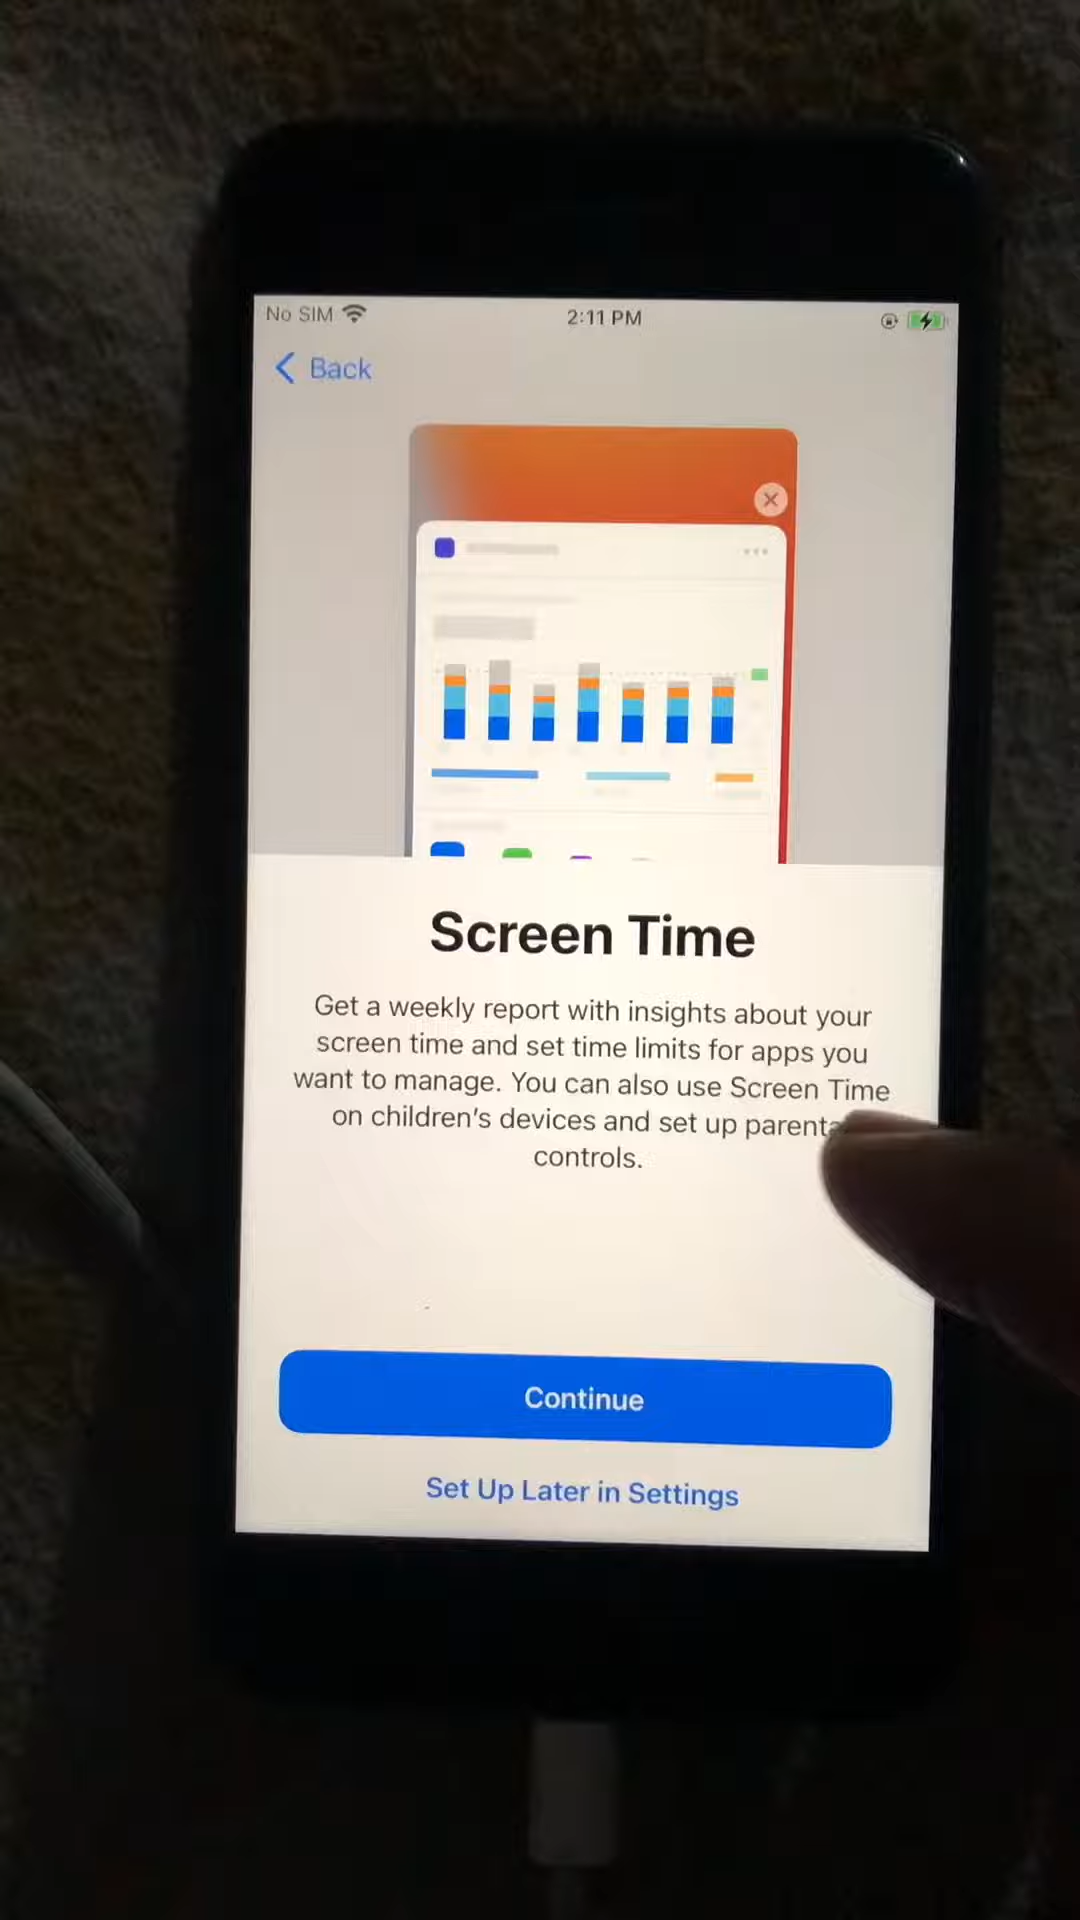 No SIM 2:11 PM
Back
Screen Time
Get a weekly report with insights about your
screen time and set time limits for apps you
want to manage. You can also use Screen Time
on children's devices and set up parenta
controls.
Continue
Set Up Later in Settings